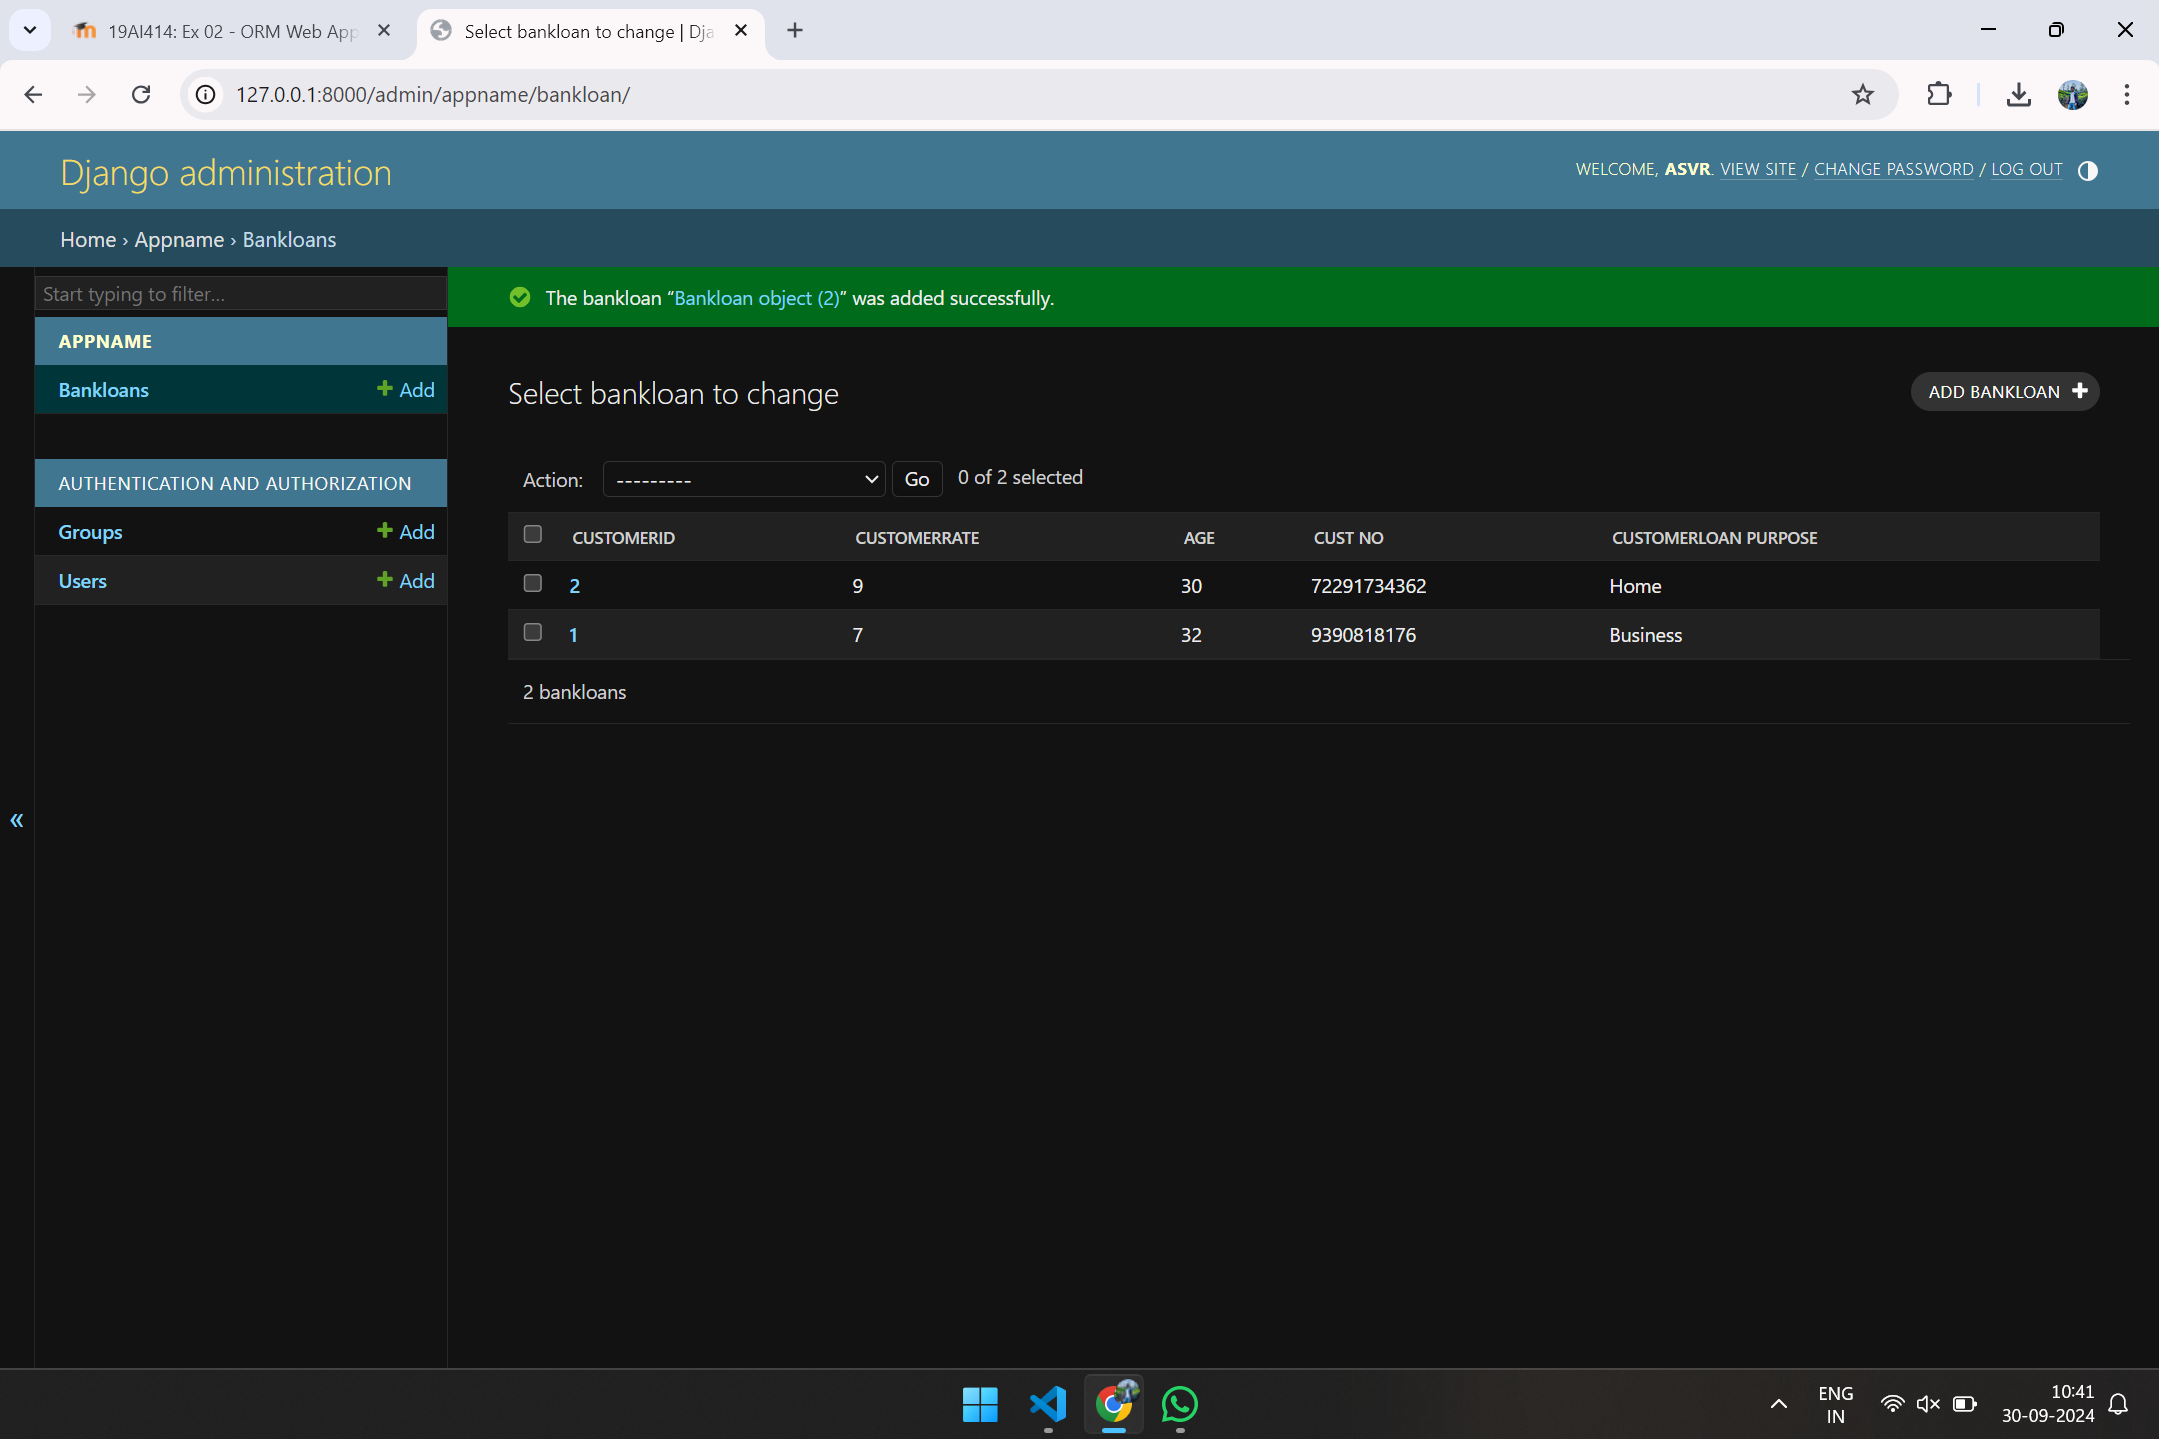 19AI414: Ex 02 - ORM Web App
Select bankloan to change | Dja
127.0.0.1:8000/admin/appname/bankloan/
Django administration
WELCOME, ASVR. VIEW SITE / CHANGE PASSWORD / LOG OUT
Home › Appname › Bankloans
Start typing to filter...
APPNAME
Bankloans + Add
AUTHENTICATION AND AUTHORIZATION
Groups + Add
Users + Add
The bankloan “Bankloan object (2)” was added successfully.
Select bankloan to change
ADD BANKLOAN +
Action: --------- Go 0 of 2 selected
CUSTOMERID CUSTOMERRATE AGE CUST NO CUSTOMERLOAN PURPOSE
2 9 30 72291734362 Home
1 7 32 9390818176 Business
2 bankloans
«
ENG
IN
10:41
30-09-2024